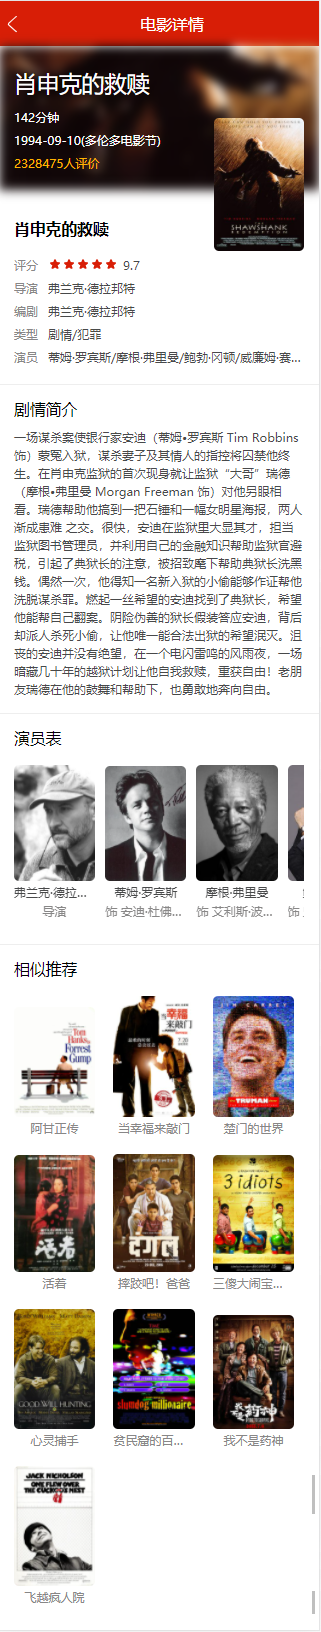 电影详情
肖申克的救赎
142分钟
1994-09-10(多伦多电影节)
2328475人评价
SHAWSHANK
REDEMPTION
肖申克的救赎
评分 ★★★★★ 9.7
导演 弗兰克·德拉邦特
编剧 弗兰克·德拉邦特
类型 剧情/犯罪
演员 蒂姆·罗宾斯/摩根·弗里曼/鲍勃·冈顿/威廉姆·赛...
剧情简介
一场谋杀案使银行家安迪（蒂姆•罗宾斯 Tim Robbins
饰）蒙冤入狱，谋杀妻子及其情人的指控将囚禁他终
生。在肖申克监狱的首次现身就让监狱“大哥”瑞德
（摩根•弗里曼 Morgan Freeman 饰）对他另眼相
看。瑞德帮助他搞到一把石锤和一幅女明星海报，两人
渐成患难 之交。很快，安迪在监狱里大显其才，担当
监狱图书管理员，并利用自己的金融知识帮助监狱官避
税，引起了典狱长的注意，被招致麾下帮助典狱长洗黑
钱。偶然一次，他得知一名新入狱的小偷能够作证帮他
洗脱谋杀罪。燃起一丝希望的安迪找到了典狱长，希望
他能帮自己翻案。阴险伪善的狱长假装答应安迪，背后
却派人杀死小偷，让他唯一能合法出狱的希望泯灭。沮
丧的安迪并没有绝望，在一个电闪雷鸣的风雨夜，一场
暗藏几十年的越狱计划让他自我救赎，重获自由！老朋
友瑞德在他的鼓舞和帮助下，也勇敢地奔向自由。
演员表
弗兰克·德拉... 蒂姆·罗宾斯 摩根·弗里曼
导演 饰 安迪·杜佛... 饰 艾利斯·波... 饰
相似推荐
Tom
Hanks
Forrest
Gump
当幸福
来敲门
7.20
JIM CARREY
TRUMAN
阿甘正传 当幸福来敲门 楚门的世界
活着
दंगल
3 idiots
活着 摔跤吧！爸爸 三傻大闹宝...
GOOD WILL HUNTING
slumdog millionaire
我不是药神
心灵捕手 贫民窟的百... 我不是药神
JACK NICHOLSON
ONE FLEW OVER
THE CUCKOO'S NEST
飞越疯人院